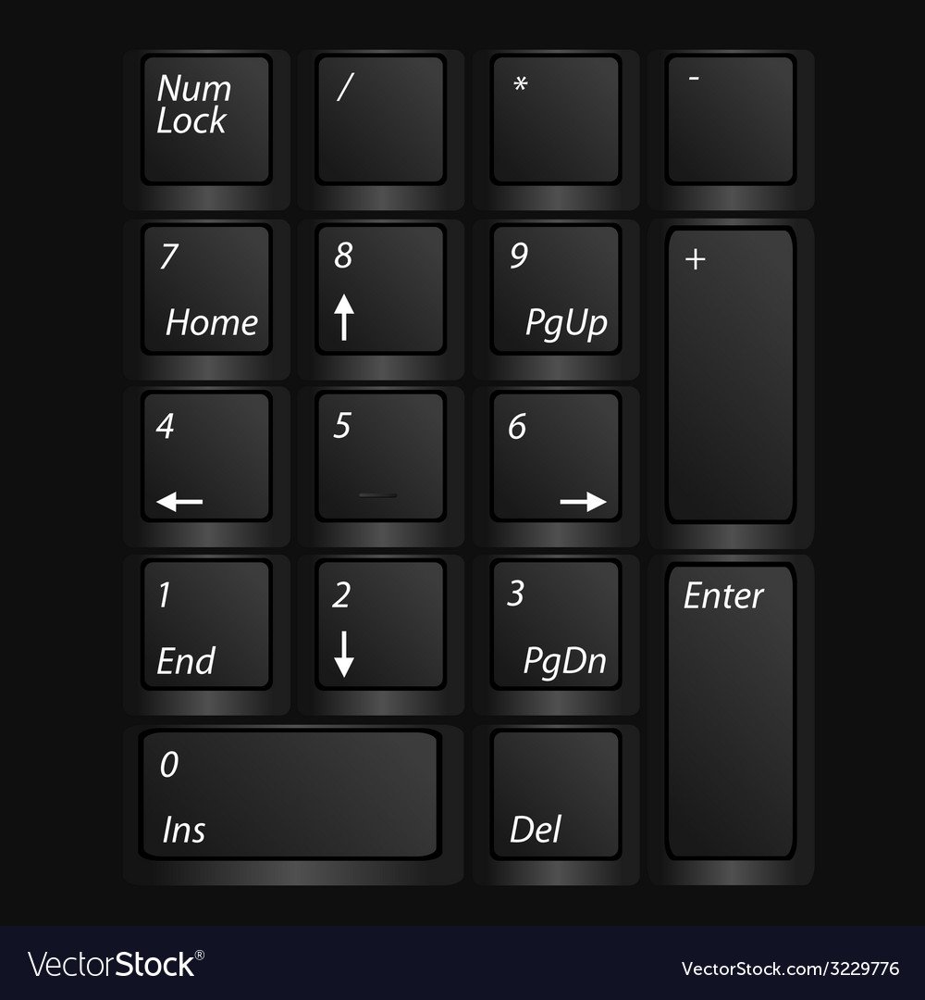 Num
Lock
/
*
-
7
Home
8
9
PgUp
+
4
5
6
1
End
2
3
PgDn
Enter
0
Ins
Del
VectorStock®
VectorStock.com/3229776